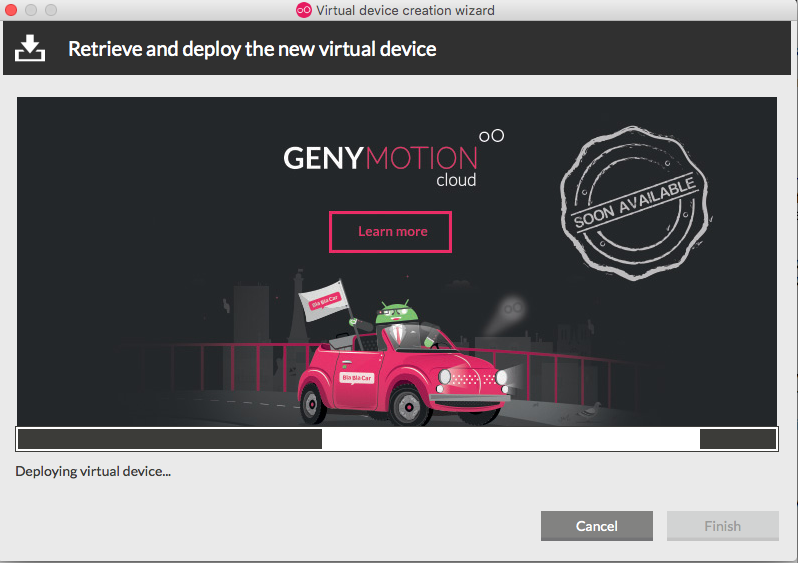 Virtual device creation wizard
Retrieve and deploy the new virtual device
GENYMOTION
cloud
SOON AVAILABLE
Learn more
Bla Bla Car
Bla Bla Car
Deploying virtual device...
Cancel
Finish